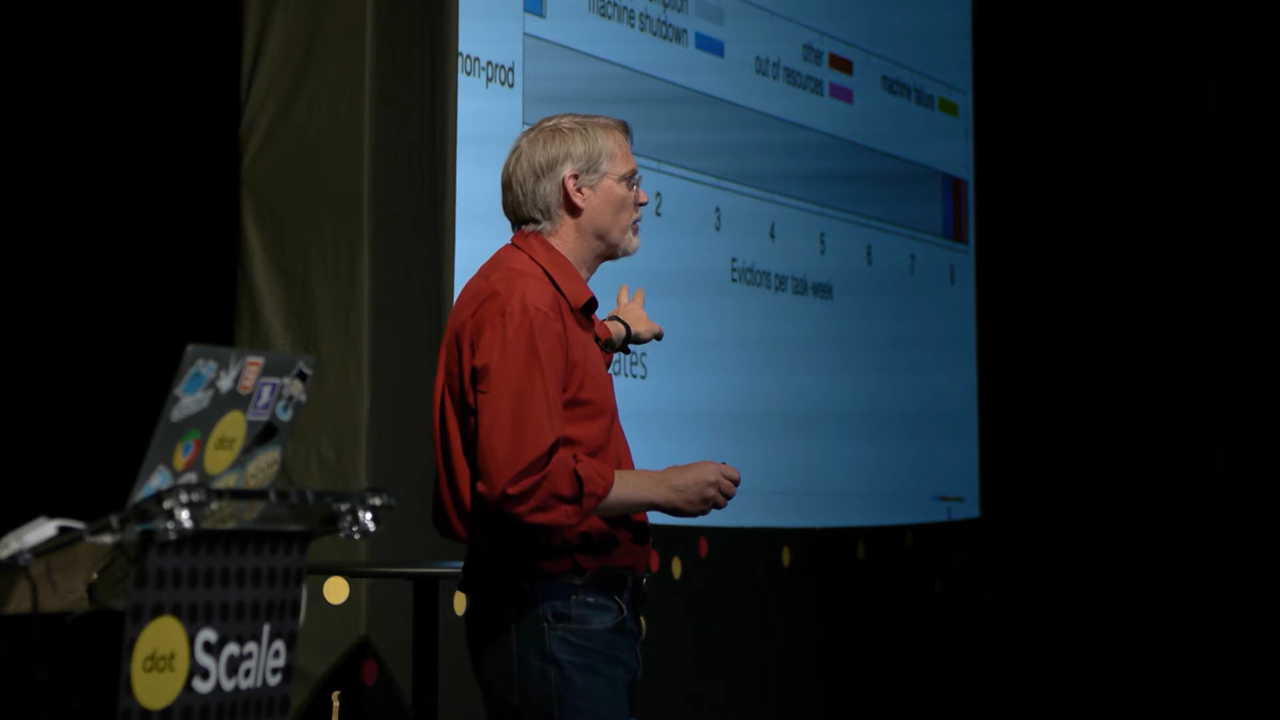 machine shutdown
other
out of resources
machine failure
non-prod
2 3 4 5 6 7 8
Evictions per task-week
dot
dot
Scale